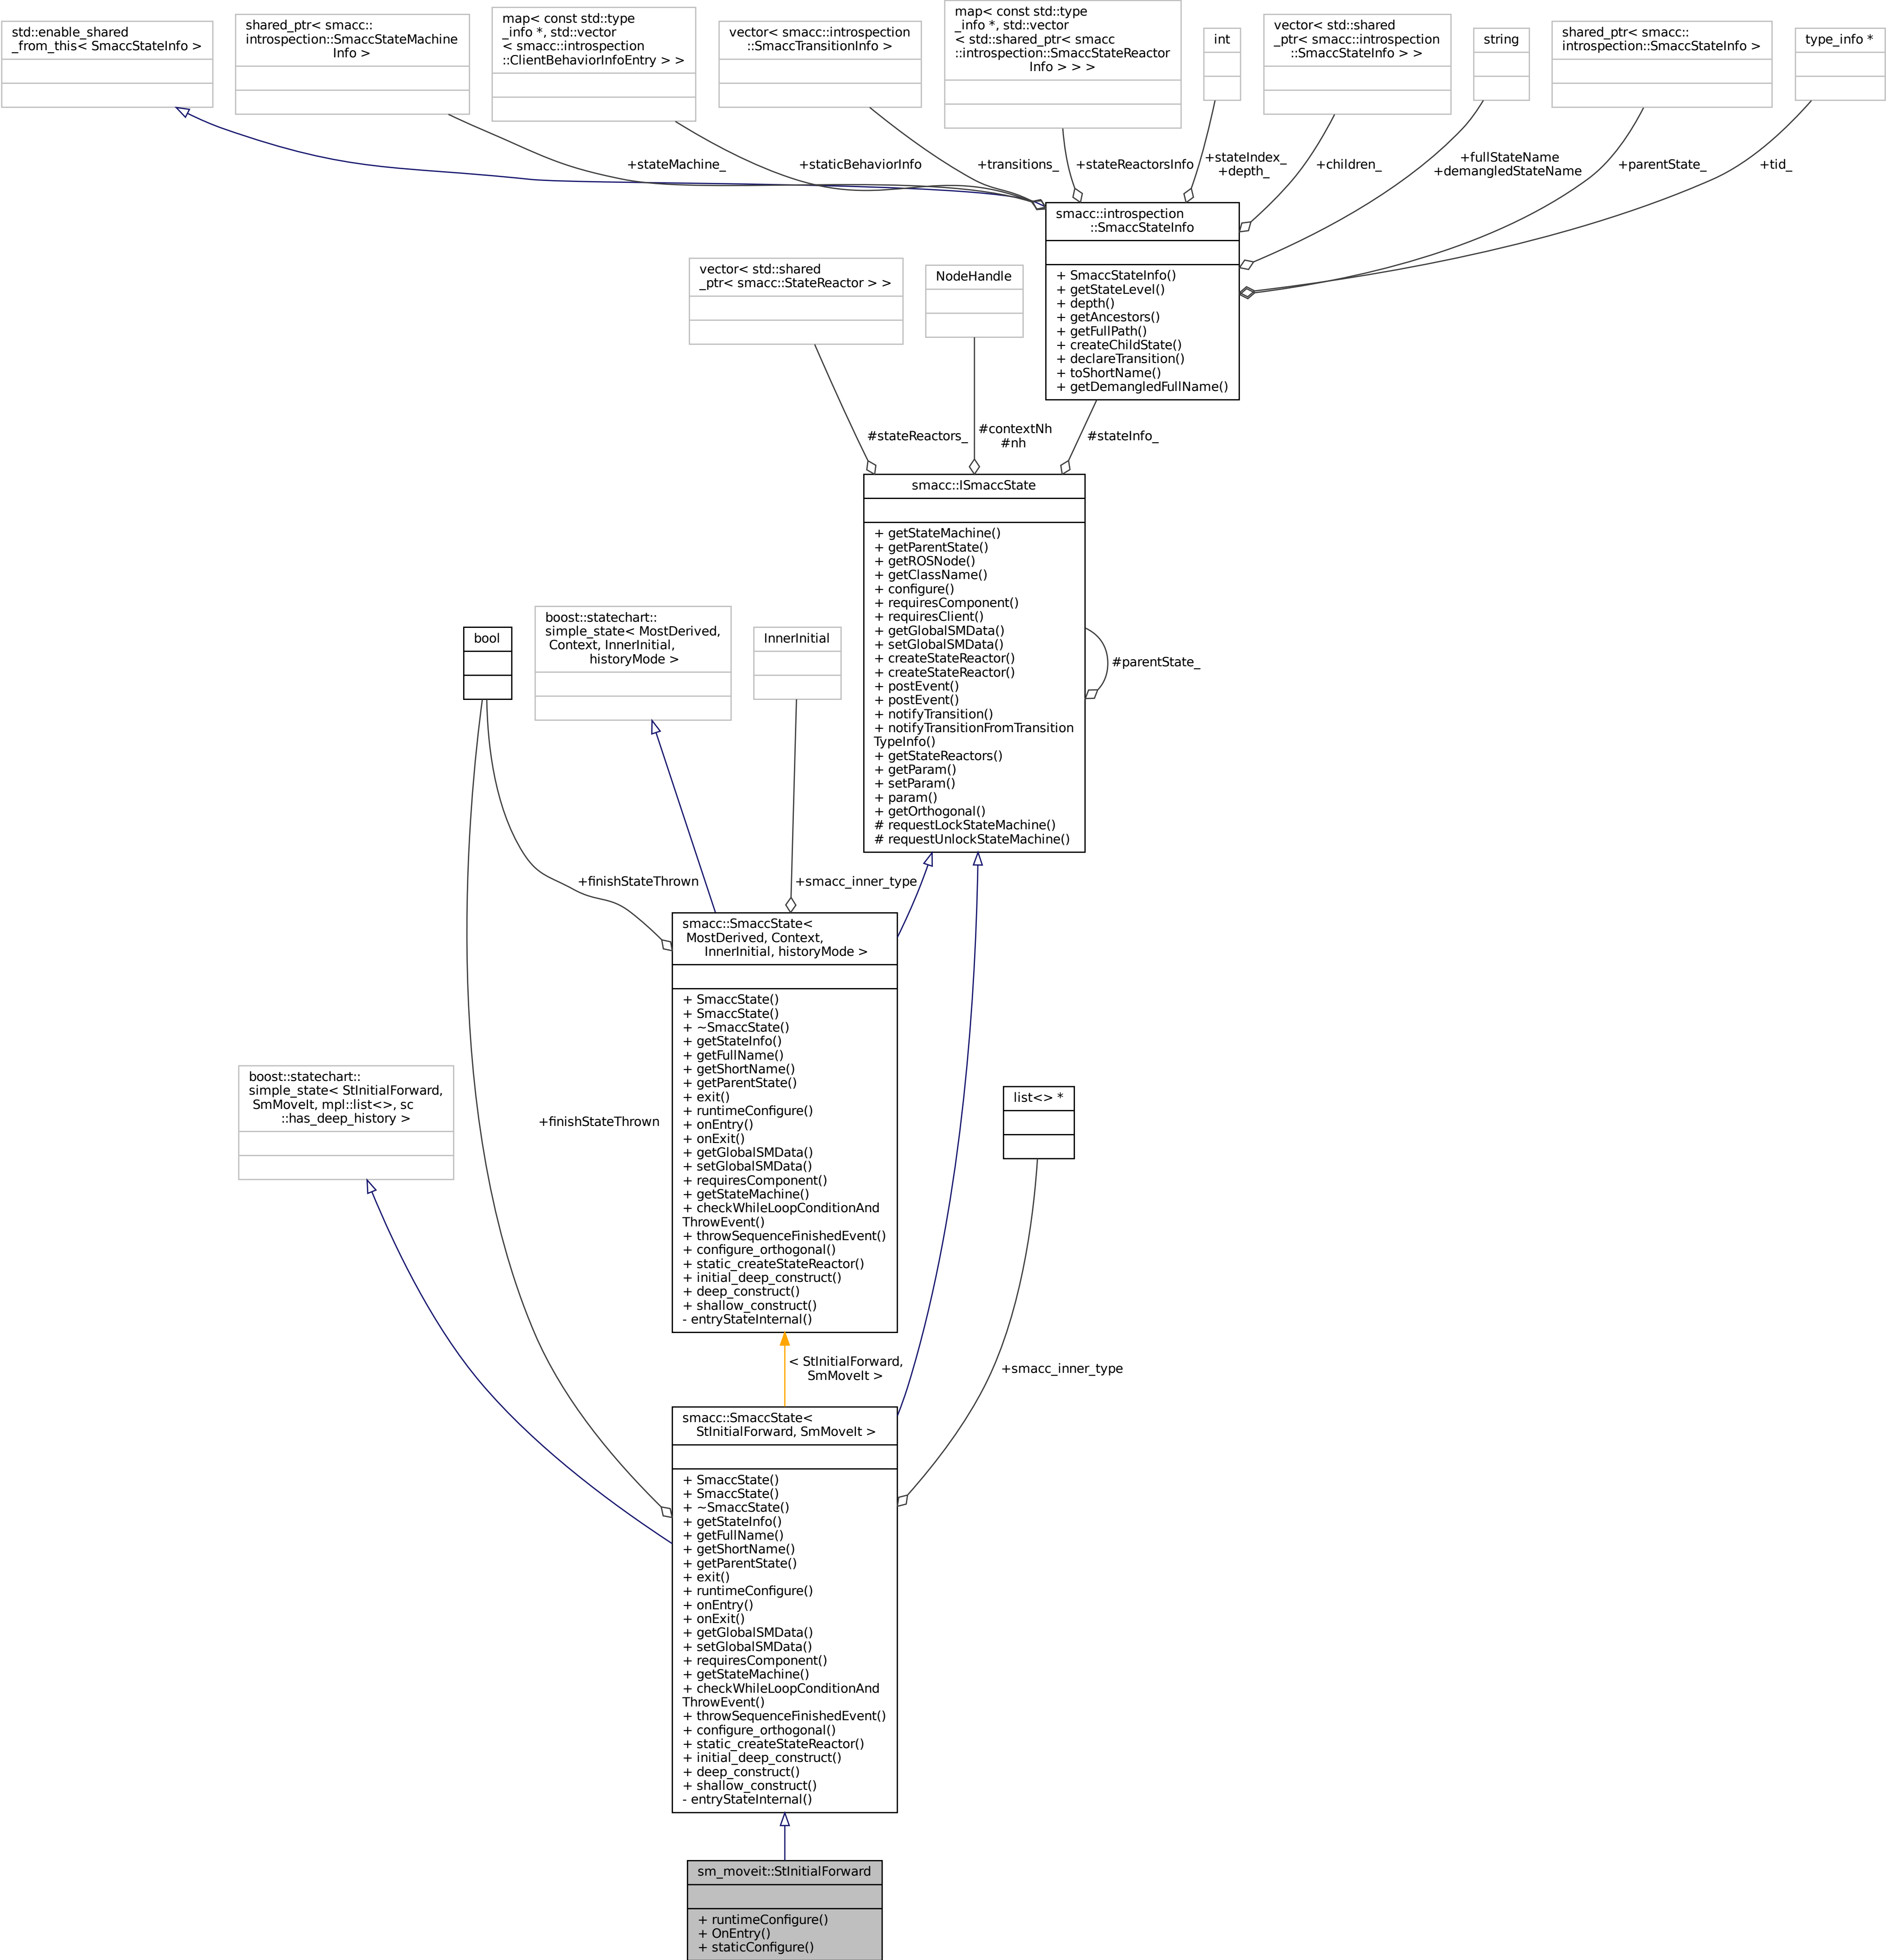 std::enable_shared
_from_this< SmaccStateInfo >
shared_ptr< smacc::
introspection::SmaccStateMachine
Info >
map< const std::type
_info *, std::vector
< smacc::introspection
::ClientBehaviorInfoEntry > >
vector< smacc::introspection
::SmaccTransitionInfo >
map< const std::type
_info *, std::vector
< std::shared_ptr< smacc
::introspection::SmaccStateReactor
Info > > >
int
vector< std::shared
_ptr< smacc::introspection
::SmaccStateInfo > >
string
shared_ptr< smacc::
introspection::SmaccStateInfo >
type_info *
+stateMachine_
+staticBehaviorInfo
+transitions_
+stateReactorsInfo
+stateIndex_
+depth_
+children_
+fullStateName
+demangledStateName
+parentState_
+tid_
smacc::introspection
::SmaccStateInfo
+ SmaccStateInfo()
+ getStateLevel()
+ depth()
+ getAncestors()
+ getFullPath()
+ createChildState()
+ declareTransition()
+ toShortName()
+ getDemangledFullName()
vector< std::shared
_ptr< smacc::StateReactor > >
NodeHandle
#stateReactors_
#contextNh
#nh
#stateInfo_
smacc::ISmaccState
+ getStateMachine()
+ getParentState()
+ getROSNode()
+ getClassName()
+ configure()
+ requiresComponent()
+ requiresClient()
+ getGlobalSMData()
+ setGlobalSMData()
+ createStateReactor()
+ createStateReactor()
+ postEvent()
+ postEvent()
+ notifyTransition()
+ notifyTransitionFromTransition
TypeInfo()
+ getStateReactors()
+ getParam()
+ setParam()
+ param()
+ getOrthogonal()
# requestLockStateMachine()
# requestUnlockStateMachine()
#parentState_
bool
boost::statechart::
simple_state< MostDerived,
Context, InnerInitial,
historyMode >
InnerInitial
+finishStateThrown
+smacc_inner_type
smacc::SmaccState<
MostDerived, Context,
InnerInitial, historyMode >
+ SmaccState()
+ SmaccState()
+ ~SmaccState()
+ getStateInfo()
+ getFullName()
+ getShortName()
+ getParentState()
+ exit()
+ runtimeConfigure()
+ onEntry()
+ onExit()
+ getGlobalSMData()
+ setGlobalSMData()
+ requiresComponent()
+ getStateMachine()
+ checkWhileLoopConditionAnd
ThrowEvent()
+ throwSequenceFinishedEvent()
+ configure_orthogonal()
+ static_createStateReactor()
+ initial_deep_construct()
+ deep_construct()
+ shallow_construct()
- entryStateInternal()
boost::statechart::
simple_state< StInitialForward,
SmMoveIt, mpl::list<>, sc
::has_deep_history >
+finishStateThrown
list<> *
< StInitialForward,
SmMoveIt >
+smacc_inner_type
smacc::SmaccState<
StInitialForward, SmMoveIt >
+ SmaccState()
+ SmaccState()
+ ~SmaccState()
+ getStateInfo()
+ getFullName()
+ getShortName()
+ getParentState()
+ exit()
+ runtimeConfigure()
+ onEntry()
+ onExit()
+ getGlobalSMData()
+ setGlobalSMData()
+ requiresComponent()
+ getStateMachine()
+ checkWhileLoopConditionAnd
ThrowEvent()
+ throwSequenceFinishedEvent()
+ configure_orthogonal()
+ static_createStateReactor()
+ initial_deep_construct()
+ deep_construct()
+ shallow_construct()
- entryStateInternal()
sm_moveit::StInitialForward
+ runtimeConfigure()
+ OnEntry()
+ staticConfigure()